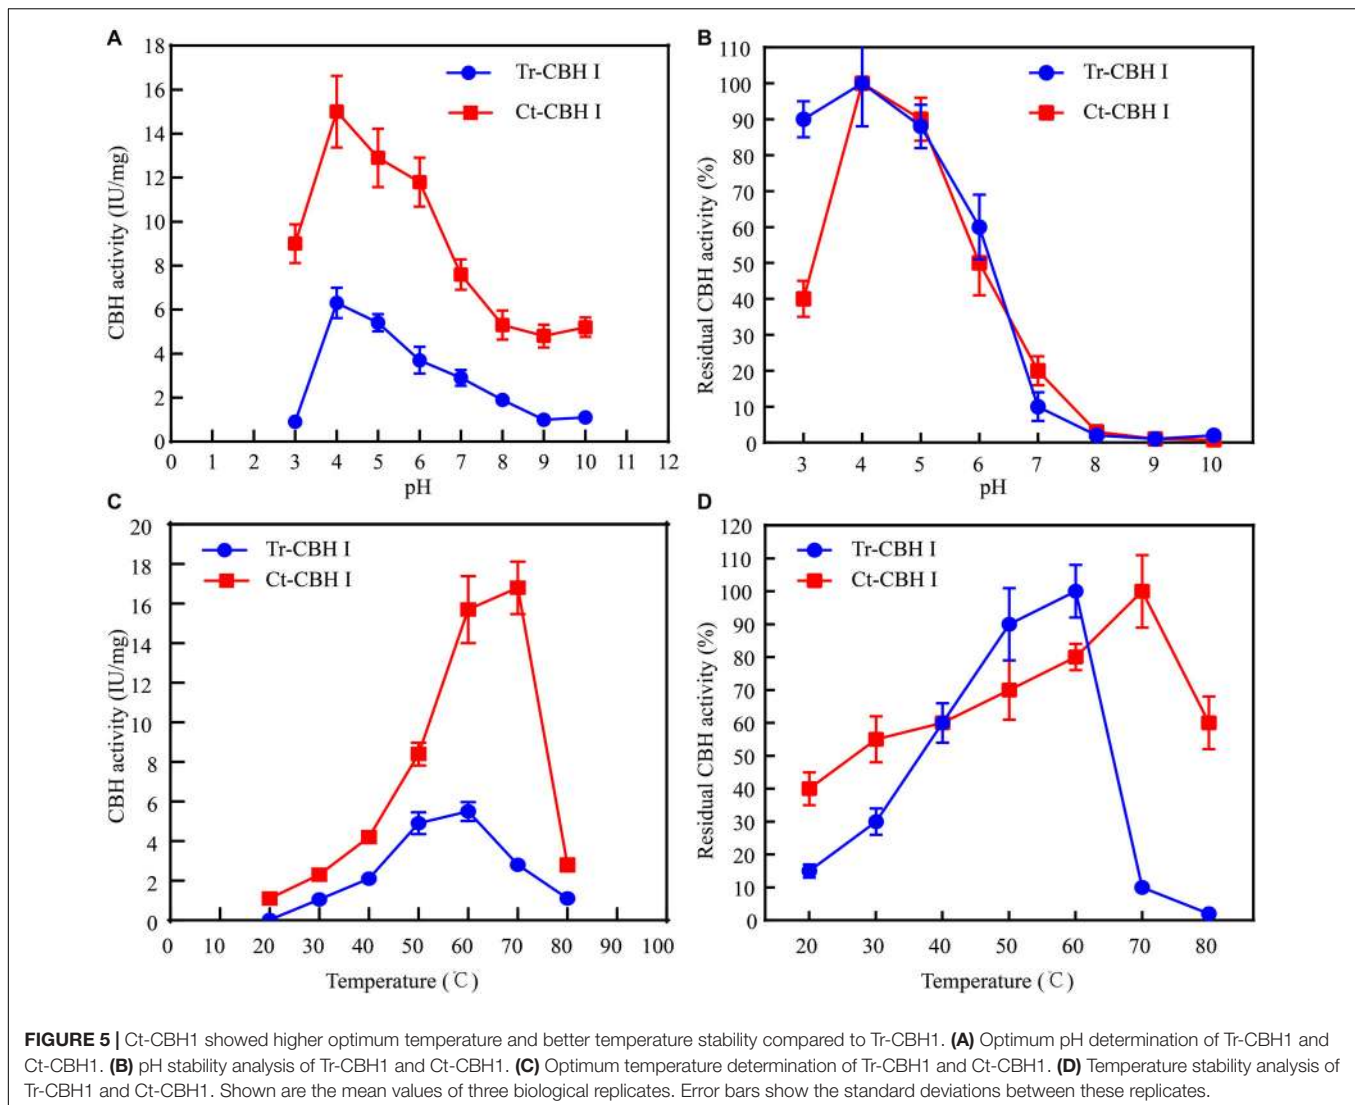 A
18
16
14
12
10
8
6
4
2
0
CBH activity (IU/mg)
Tr-CBH I
Ct-CBH I
0 1 2 3 4 5 6 7 8 9 10 11 12
pH
B
110
100
90
80
70
60
50
40
30
20
10
0
Residual CBH activity (%)
Tr-CBH I
Ct-CBH I
3 4 5 6 7 8 9 10
pH
C
20
18
16
14
12
10
8
6
4
2
0
CBH activity (IU/mg)
Tr-CBH I
Ct-CBH I
0 10 20 30 40 50 60 70 80 90 100
Temperature (℃)
D
120
110
100
90
80
70
60
50
40
30
20
10
0
Residual CBH activity (%)
Tr-CBH I
Ct-CBH I
20 30 40 50 60 70 80
Temperature (℃)
FIGURE 5 | Ct-CBH1 showed higher optimum temperature and better temperature stability compared to Tr-CBH1. (A) Optimum pH determination of Tr-CBH1 and
Ct-CBH1. (B) pH stability analysis of Tr-CBH1 and Ct-CBH1. (C) Optimum temperature determination of Tr-CBH1 and Ct-CBH1. (D) Temperature stability analysis of
Tr-CBH1 and Ct-CBH1. Shown are the mean values of three biological replicates. Error bars show the standard deviations between these replicates.